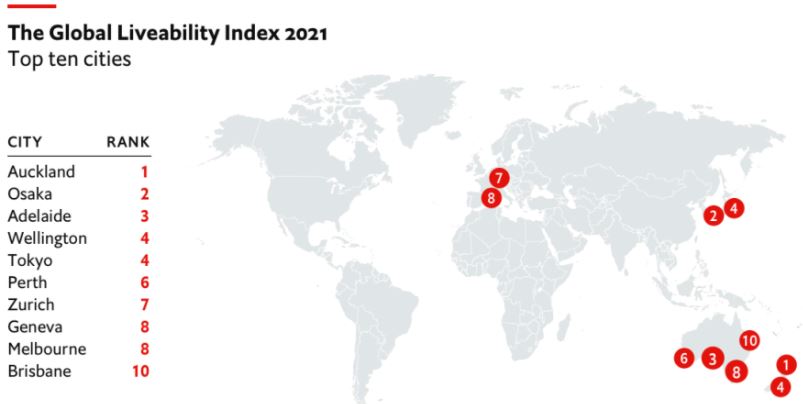 The Global Liveability Index 2021
Top ten cities
CITY RANK
Auckland 1
Osaka 2
Adelaide 3
Wellington 4
Tokyo 4
Perth 6
Zurich 7
Geneva 8
Melbourne 8
Brisbane 10
7
8
2 4
10
6 3 8 1
4